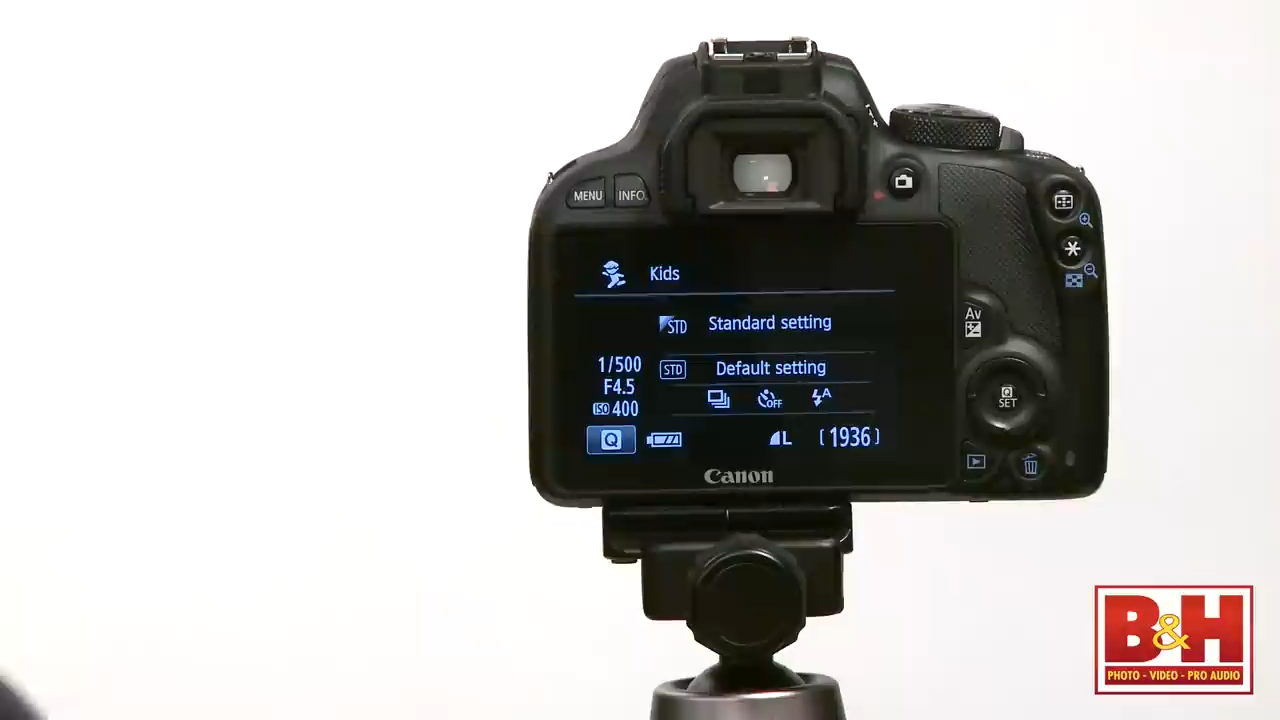 MENU
INFO.
Kids
STD
Standard setting
1/500
STD
Default setting
F4.5
OFF
A
ISO 400
Q
L
[1936]
Canon
Av
Q
SET
B&H
PHOTO - VIDEO - PRO AUDIO